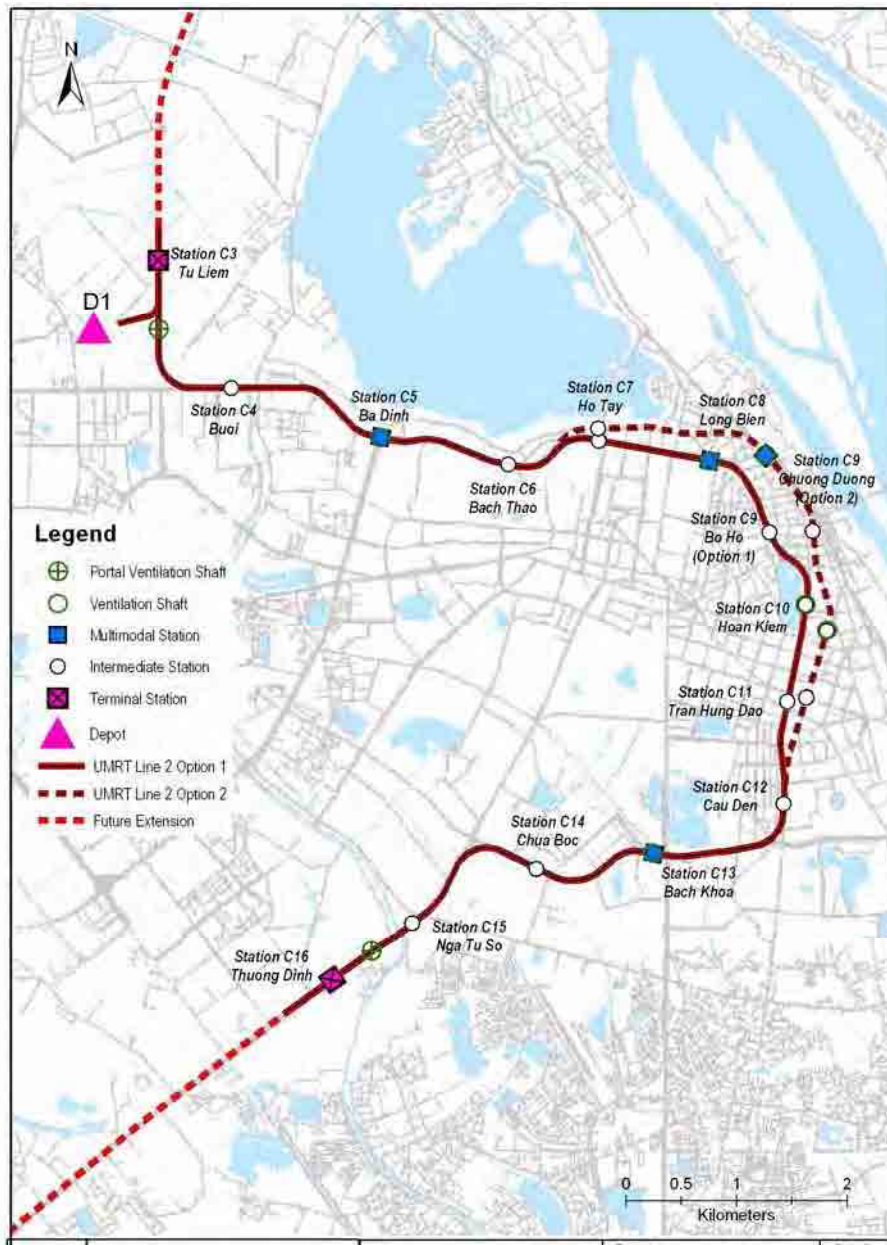 N
Station C3
Tu Liem
D1
Station C4
Buoi
Station C5
Ba Dinh
Station C6
Bach Thao
Station C7
Ho Tay
Station C8
Long Bien
Station C9
Chuong Duong
(Option 2)
Station C9
Bo Ho
(Option 1)
Station C10
Hoan Kiem
Station C11
Tran Hung Dao
Station C12
Cau Den
Station C13
Bach Khoa
Station C14
Chua Boc
Station C15
Nga Tu So
Station C16
Thuong Dinh
Legend
Portal Ventilation Shaft
Ventilation Shaft
Multimodal Station
Intermediate Station
Terminal Station
Depot
UMRT Line 2 Option 1
UMRT Line 2 Option 2
Future Extension
0 0.5 1 2
Kilometers